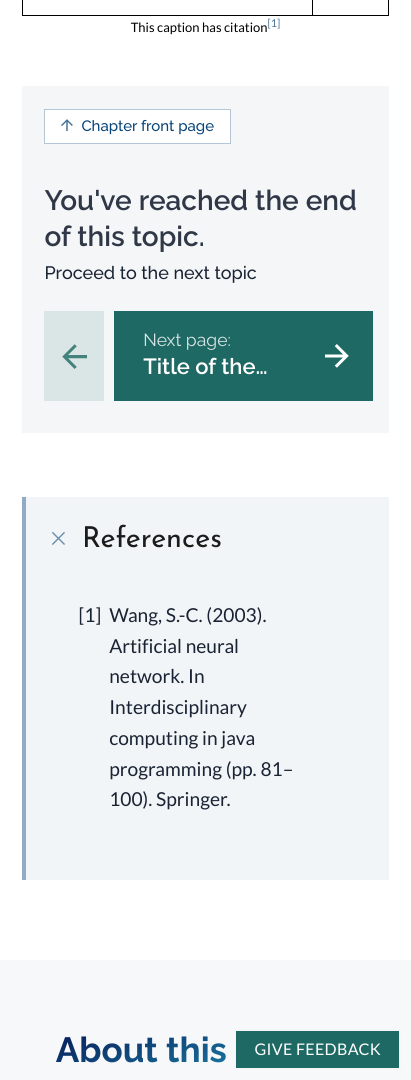 This caption has citation[1]
Chapter front page
You've reached the end
of this topic.
Proceed to the next topic
Next page:
Title of the...
References
[1] Wang, S.-C. (2003).
Artificial neural
network. In
Interdisciplinary
computing in java
programming (pp. 81–
100). Springer.
About this
GIVE FEEDBACK